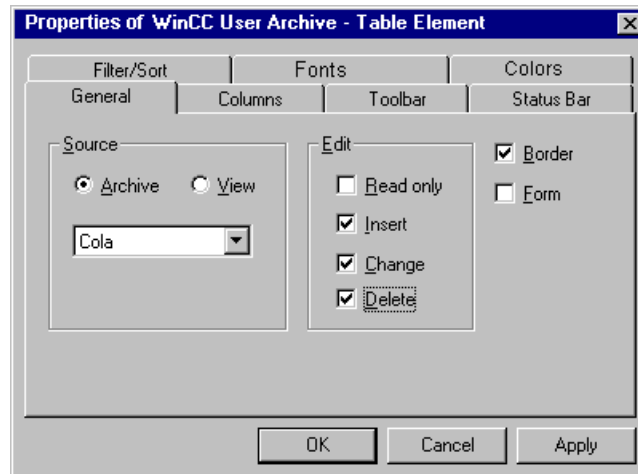 Properties of WinCC User Archive - Table Element
Filter/Sort Fonts Colors
General Columns Toolbar Status Bar
Source
Archive View
Cola
Edit
Read only
Insert
Change
Delete
Border
Form
OK Cancel Apply